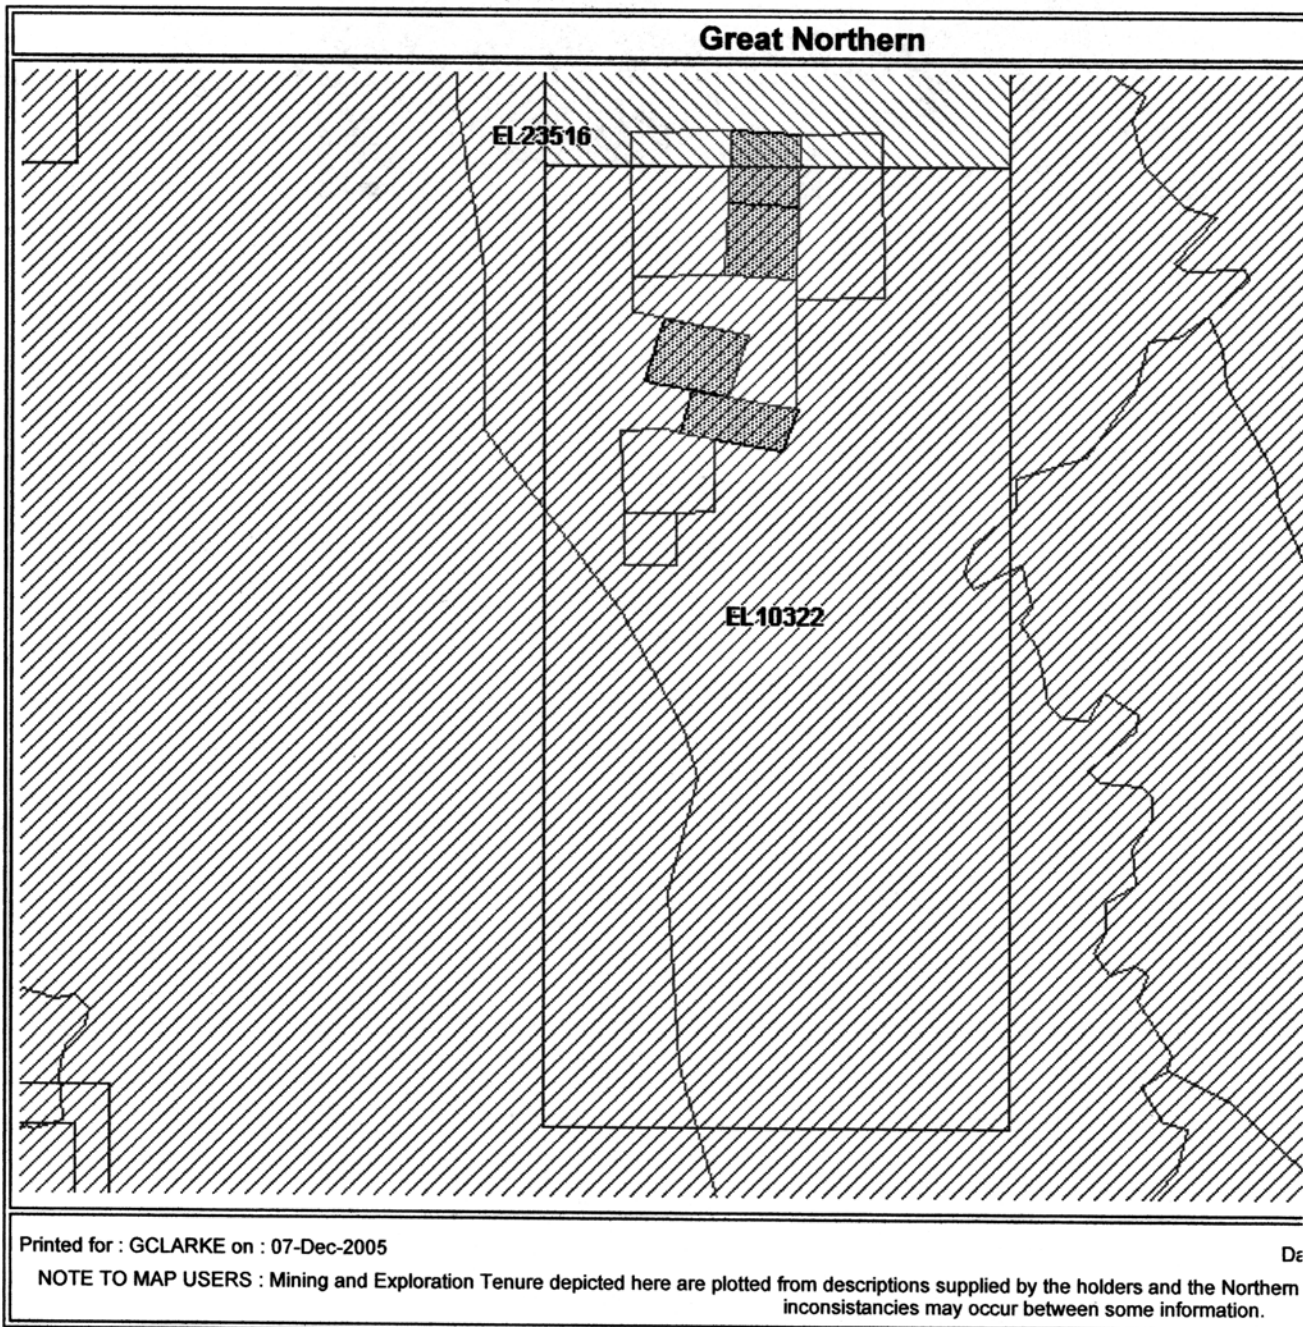 Great Northern
EL23516
EL10322
Printed for : GCLARKE on : 07-Dec-2005
Da
NOTE TO MAP USERS : Mining and Exploration Tenure depicted here are plotted from descriptions supplied by the holders and the Northern
inconsistancies may occur between some information.